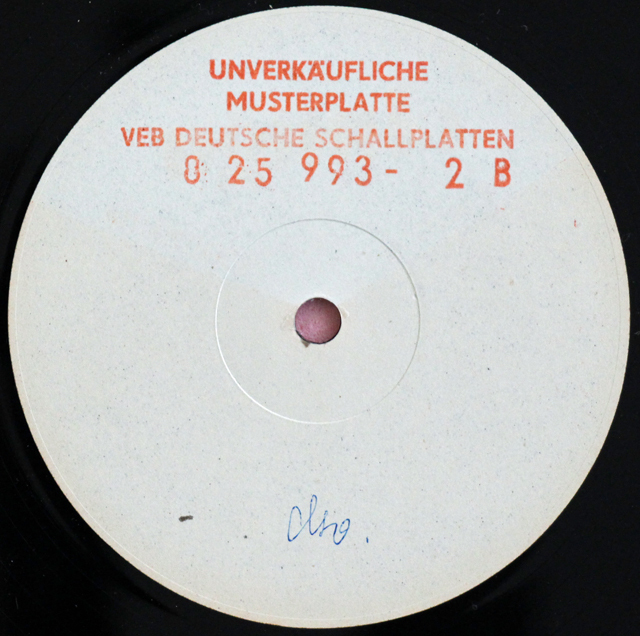 UNVERKÄUFLICHE
MUSTERPLATTE
VEB DEUTSCHE SCHALLPLATTEN
0 25 993- 2 B